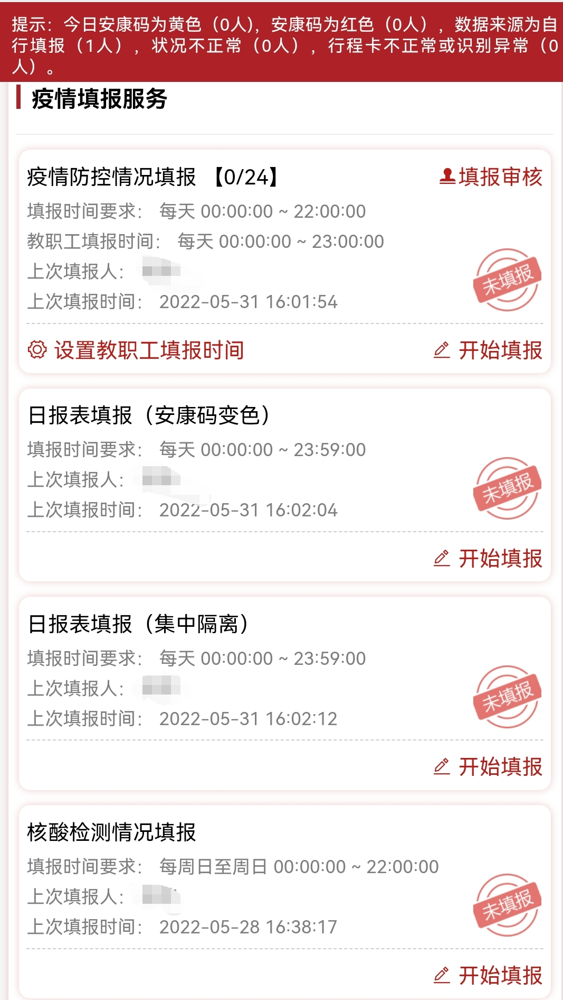 提示：今日安康码为黄色（0人)，安康码为红色（0人），数据来源为自
行填报（1人），状况不正常（0人），行程卡不正常或识别异常（0
人）。
疫情填报服务
疫情防控情况填报 【0/24】
填报审核
填报时间要求： 每天 00:00:00 ~ 22:00:00
教职工填报时间： 每天 00:00:00 ~ 23:00:00
上次填报人：
未填报
上次填报时间： 2022-05-31 16:01:54
设置教职工填报时间
开始填报
日报表填报（安康码变色）
填报时间要求： 每天 00:00:00 ~ 23:59:00
上次填报人：
未填报
上次填报时间： 2022-05-31 16:02:04
开始填报
日报表填报（集中隔离）
填报时间要求： 每天 00:00:00 ~ 23:59:00
上次填报人：
未填报
上次填报时间： 2022-05-31 16:02:12
开始填报
核酸检测情况填报
填报时间要求： 每周日至周日 00:00:00 ~ 22:00:00
上次填报人：
未填报
上次填报时间： 2022-05-28 16:38:17
开始填报